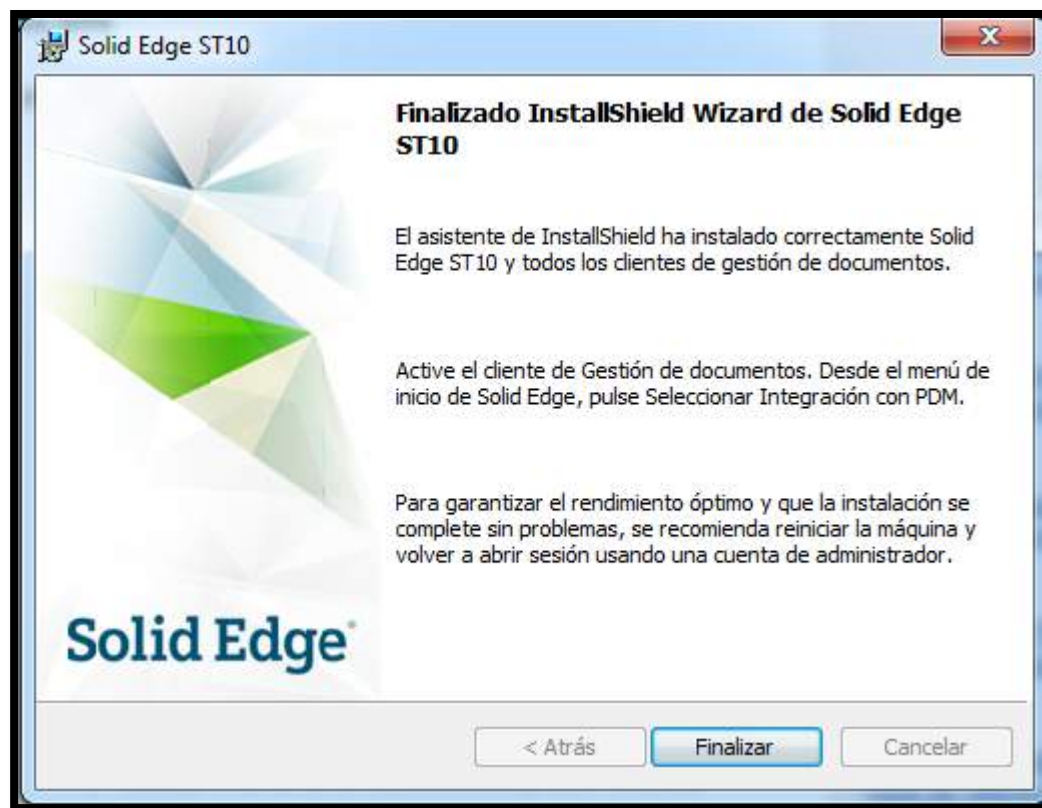 Solid Edge ST10
Finalizado InstallShield Wizard de Solid Edge
ST10
El asistente de InstallShield ha instalado correctamente Solid
Edge ST10 y todos los clientes de gestión de documentos.
Active el cliente de Gestión de documentos. Desde el menú de
inicio de Solid Edge, pulse Seleccionar Integración con PDM.
Para garantizar el rendimiento óptimo y que la instalación se
complete sin problemas, se recomienda reiniciar la máquina y
volver a abrir sesión usando una cuenta de administrador.
Solid Edge
< Atrás Finalizar Cancelar